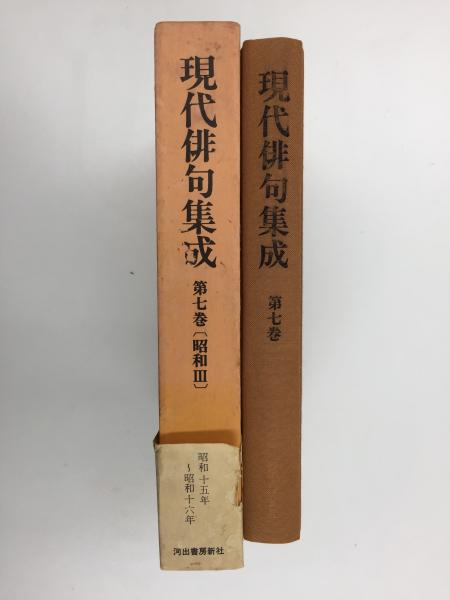 現代俳句集成
第七巻〔昭和Ⅲ〕
昭和十五年
～昭和十六年
河出書房新社
現代俳句集成
第七巻